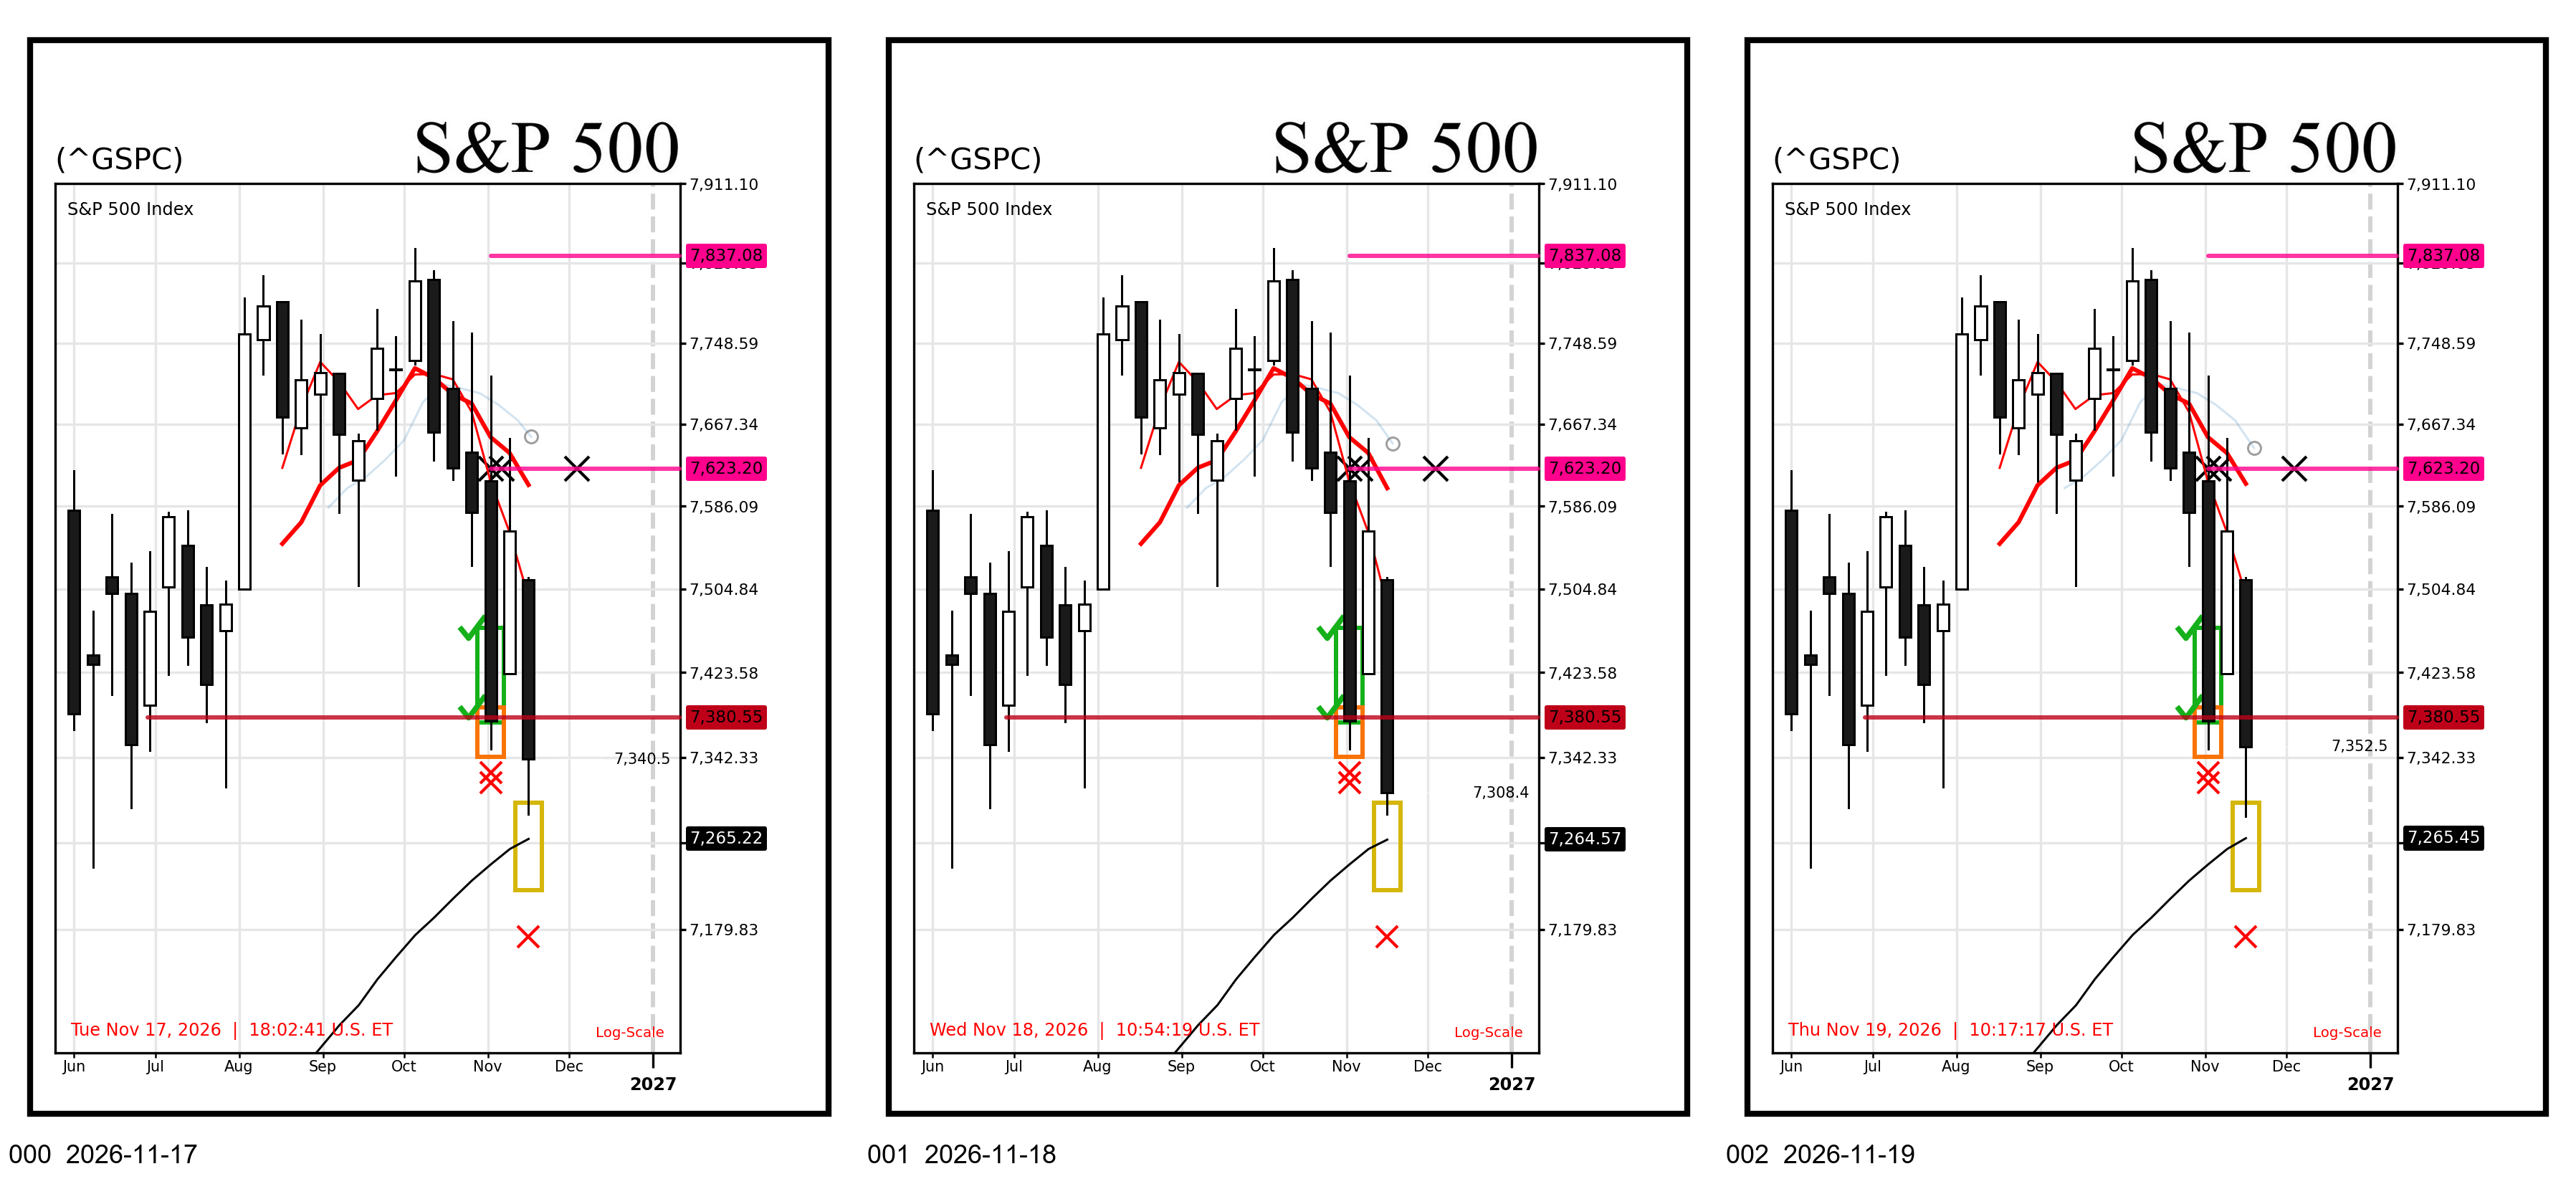 S&P 500
(^GSPC)
S&P 500 Index
7,911.10
7,837.08
7,748.59
7,667.34
7,623.20
7,586.09
7,504.84
7,423.58
7,380.55
7,340.5
7,342.33
7,265.22
7,179.83
Tue Nov 17, 2026 | 18:02:41 U.S. ET
Log-Scale
Jun Jul Aug Sep Oct Nov Dec
2027
000 2026-11-17
S&P 500
(^GSPC)
S&P 500 Index
7,911.10
7,837.08
7,748.59
7,667.34
7,623.20
7,586.09
7,504.84
7,423.58
7,380.55
7,342.33
7,308.4
7,264.57
7,179.83
Wed Nov 18, 2026 | 10:54:19 U.S. ET
Log-Scale
Jun Jul Aug Sep Oct Nov Dec
2027
001 2026-11-18
S&P 500
(^GSPC)
S&P 500 Index
7,911.10
7,837.08
7,748.59
7,667.34
7,623.20
7,586.09
7,504.84
7,423.58
7,380.55
7,352.5
7,342.33
7,265.45
7,179.83
Thu Nov 19, 2026 | 10:17:17 U.S. ET
Log-Scale
Jun Jul Aug Sep Oct Nov Dec
2027
002 2026-11-19